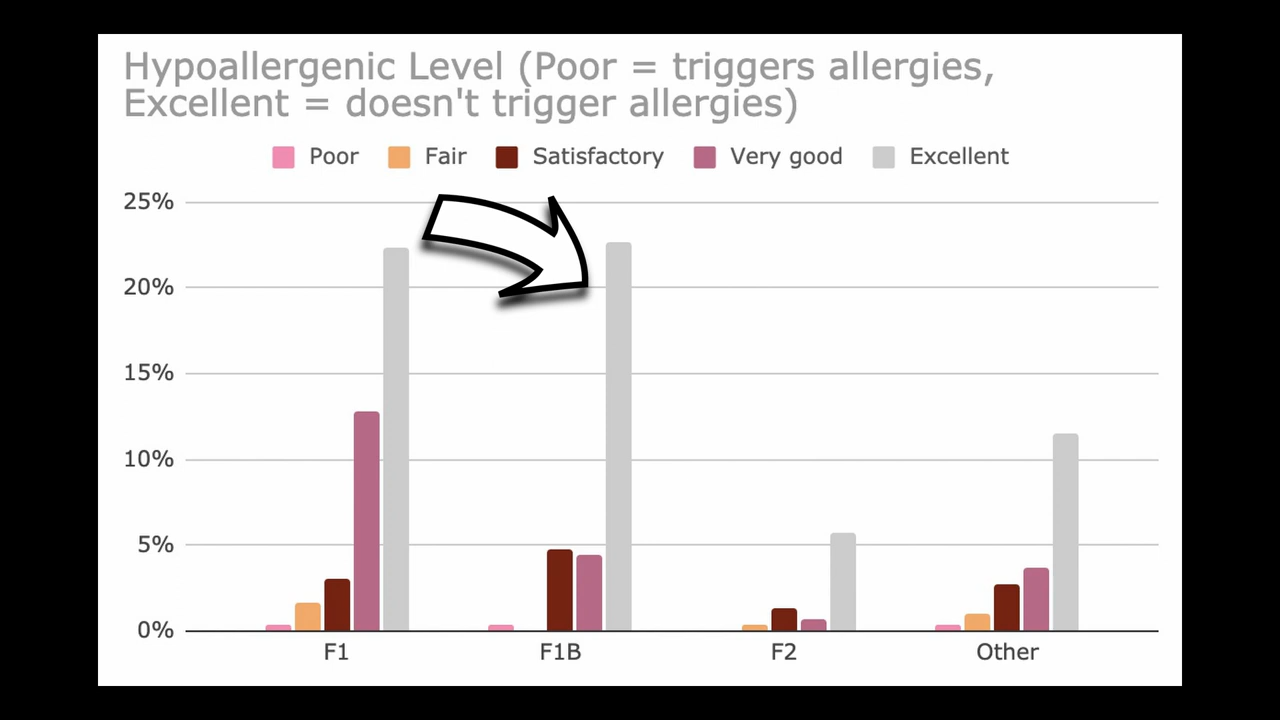 Hypoallergenic Level (Poor = triggers allergies,
Excellent = doesn't trigger allergies)
Poor Fair Satisfactory Very good Excellent
25%
20%
15%
10%
5%
0%
F1 F1B F2 Other